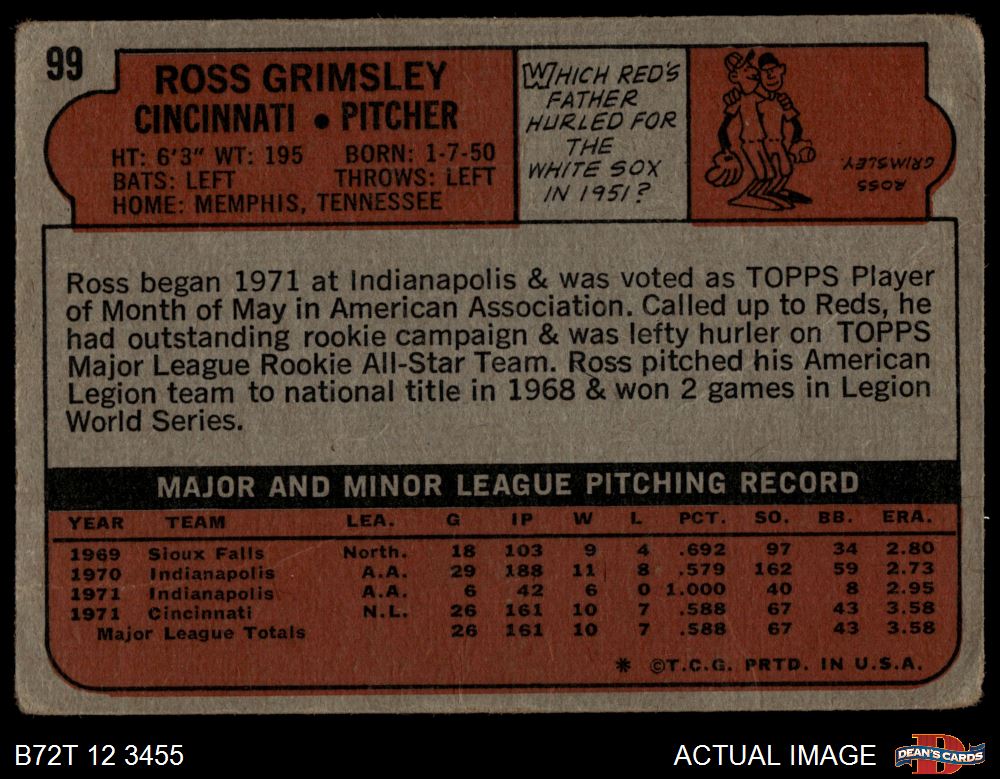 99
ROSS GRIMSLEY
CINCINNATI • PITCHER
HT: 6'3" WT: 195 BORN: 1-7-50
BATS: LEFT THROWS: LEFT
HOME: MEMPHIS, TENNESSEE
WHICH RED'S
FATHER
HURLED FOR
THE
WHITE SOX
IN 1951?
ROSS
GRIMSLEY
Ross began 1971 at Indianapolis & was voted as TOPPS Player
of Month of May in American Association. Called up to Reds, he
had outstanding rookie campaign & was lefty hurler on TOPPS
Major League Rookie All-Star Team. Ross pitched his American
Legion team to national title in 1968 & won 2 games in Legion
World Series.
MAJOR AND MINOR LEAGUE PITCHING RECORD
YEAR TEAM LEA. G IP W L PCT. SO. BB. ERA.
1969 Sioux Falls North. 18 103 9 4 .692 97 34 2.80
1970 Indianapolis A.A. 29 188 11 8 .579 162 59 2.73
1971 Indianapolis A.A. 6 42 6 0 1.000 40 8 2.95
1971 Cincinnati N.L. 26 161 10 7 .588 67 43 3.58
Major League Totals 26 161 10 7 .588 67 43 3.58
* ©T.C.G. PRTD. IN U.S.A.
B72T 12 3455 ACTUAL IMAGE
DEAN'S CARDS